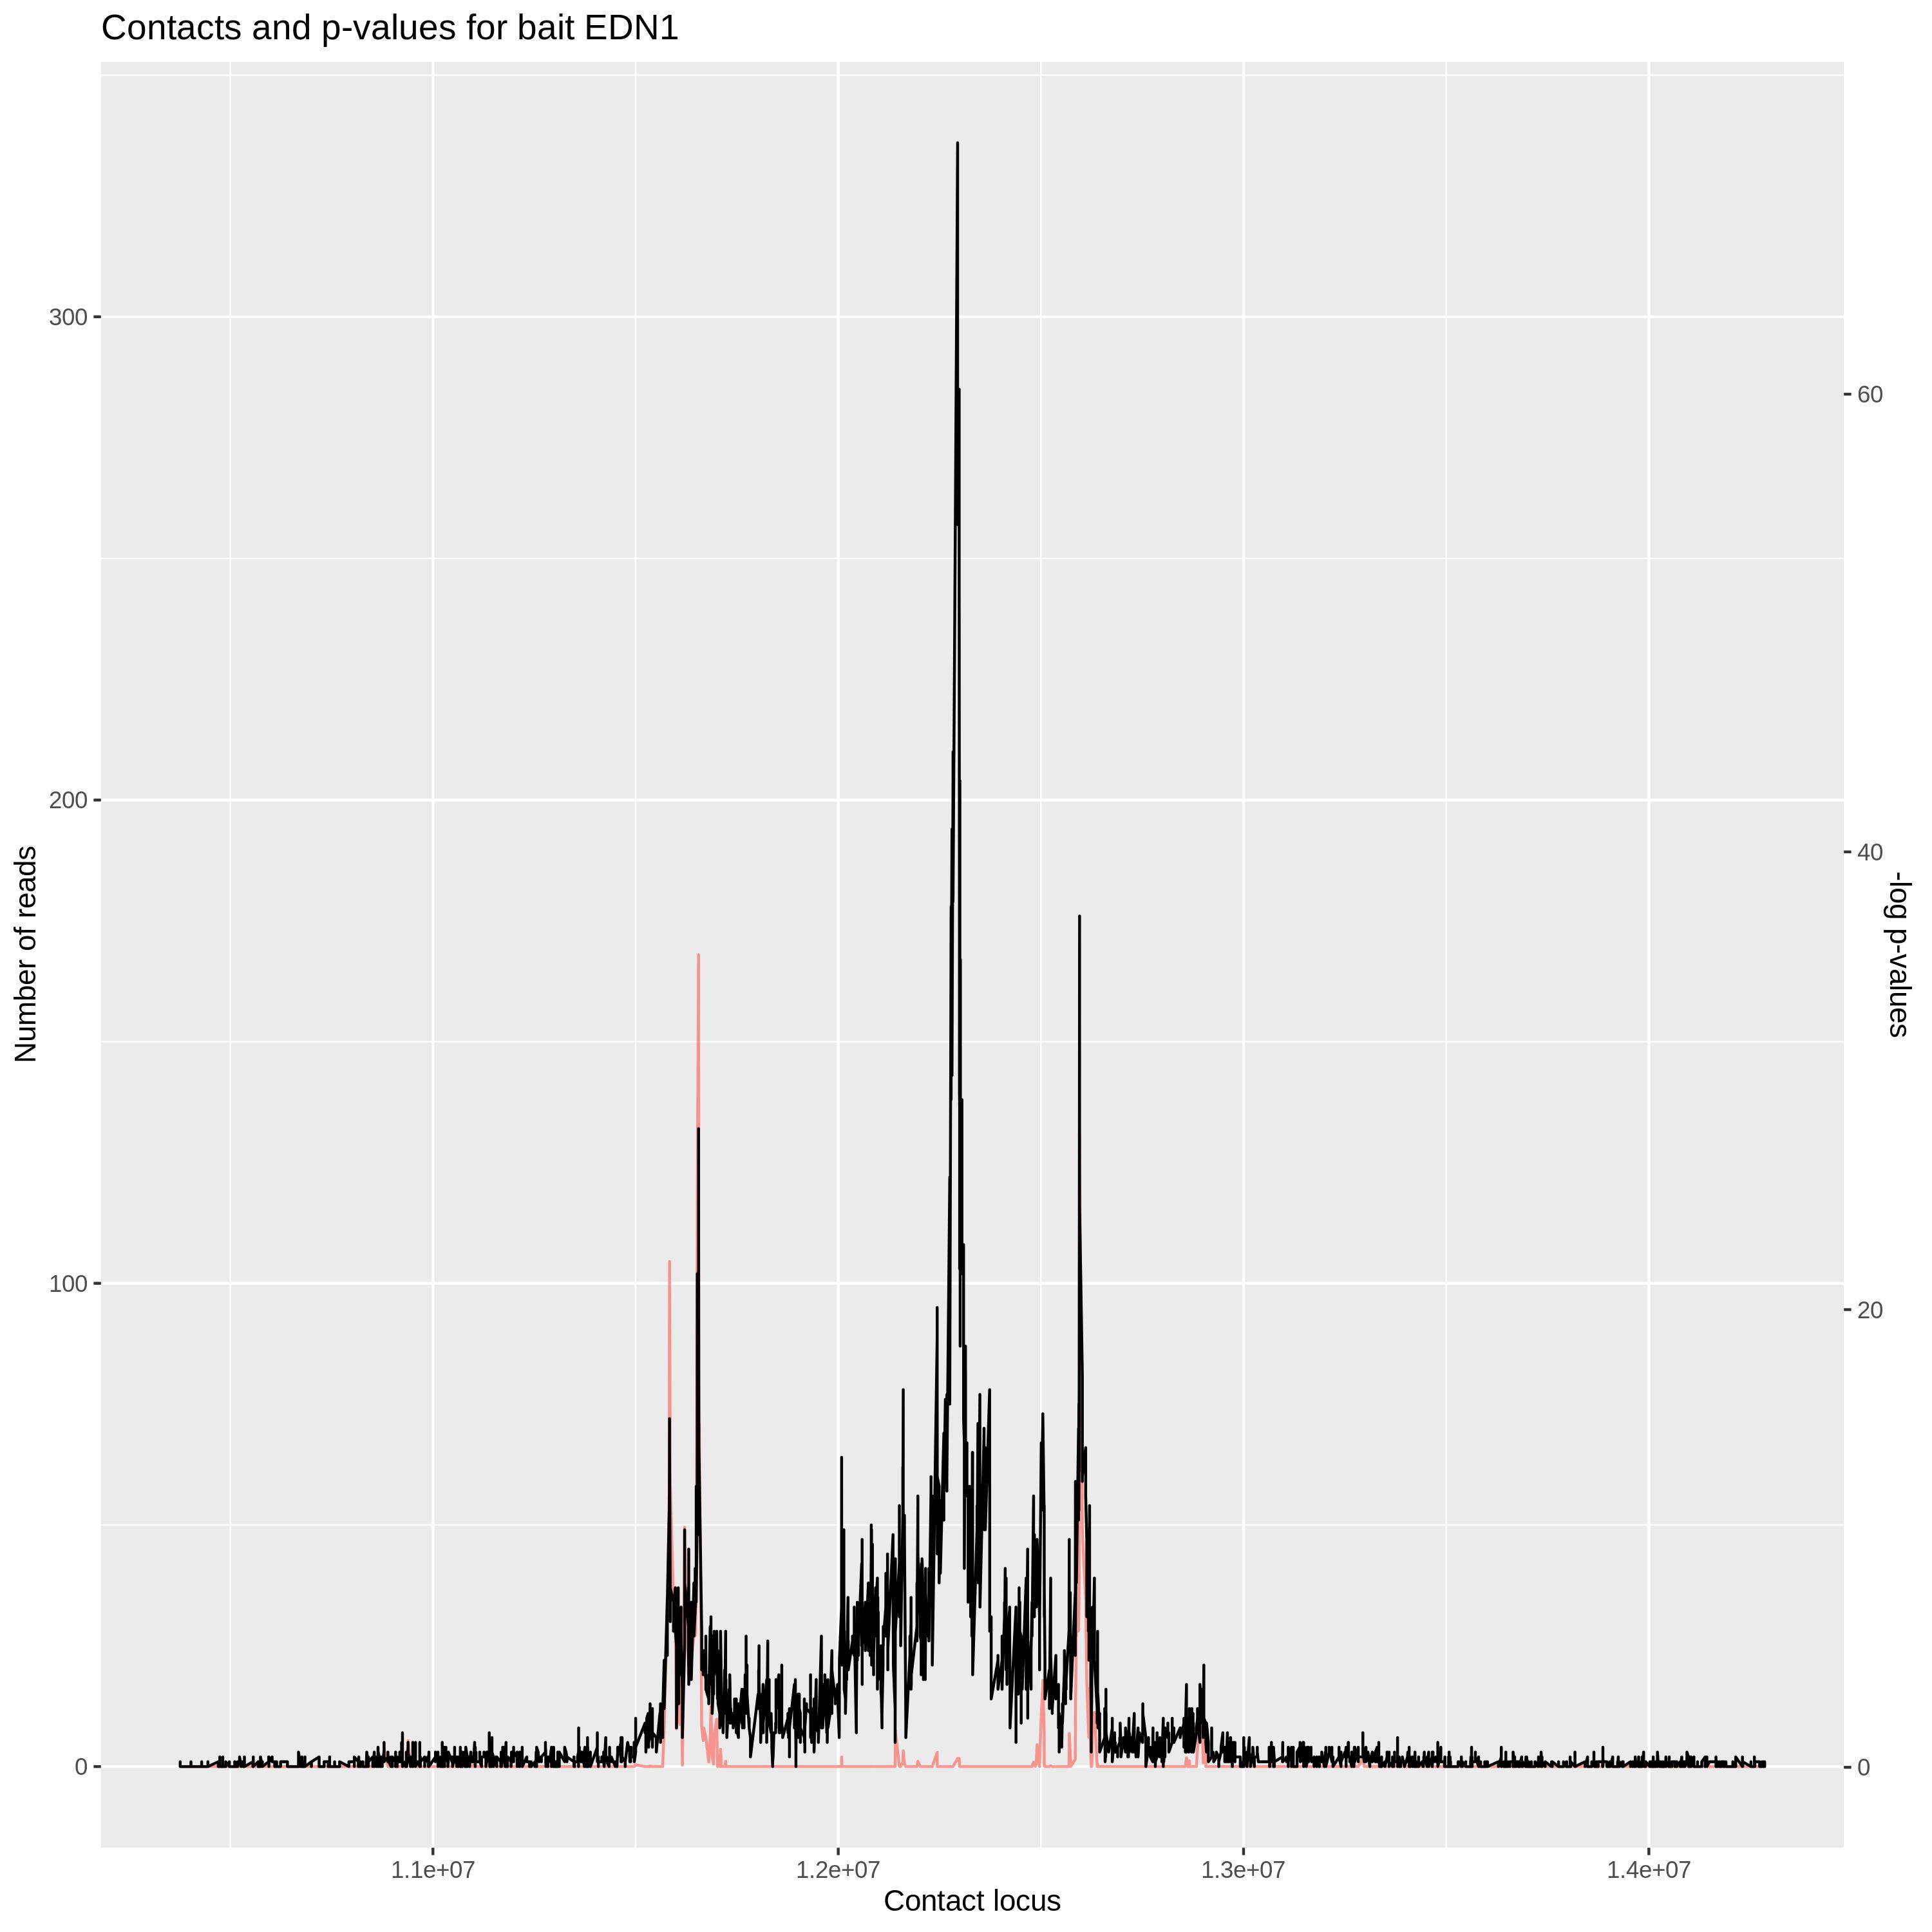 Contacts and p-values for bait EDN1
Number of reads
300
200
100
0
60
40
20
0
-log p-values
1.1e+07 1.2e+07 1.3e+07 1.4e+07
Contact locus